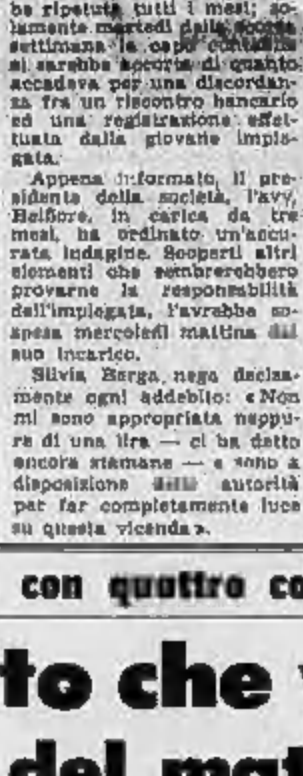 be ripetuta tutti i mesi; so-
lamente martedì della scorsa
settimana la capo contabile
si sarebbe accorta di quanto
accadeva per una discordan-
za fra un riscontro bancario
ed una registrazione effet-
tuata dalla giovane impie-
gata.
Appena informato, il pre-
sidente della società, l'avv.
Belfiore, in carica da tre
mesi, ha ordinato un'accu-
rata indagine. Scoperti altri
elementi che sembrerebbero
provarne la responsabilità
dell'impiegata, l'avrebbe so-
spesa mercoledì mattina dal
suo incarico.
Silvia Barga, nega decisa-
mente ogni addebito: «Non
mi sono appropriata neppu-
re di una lira — ci ha detto
ancora stamane — e sono a
disposizione delle autorità
per far completamente luce
su questa vicenda».
con quattro co
to che
del mat